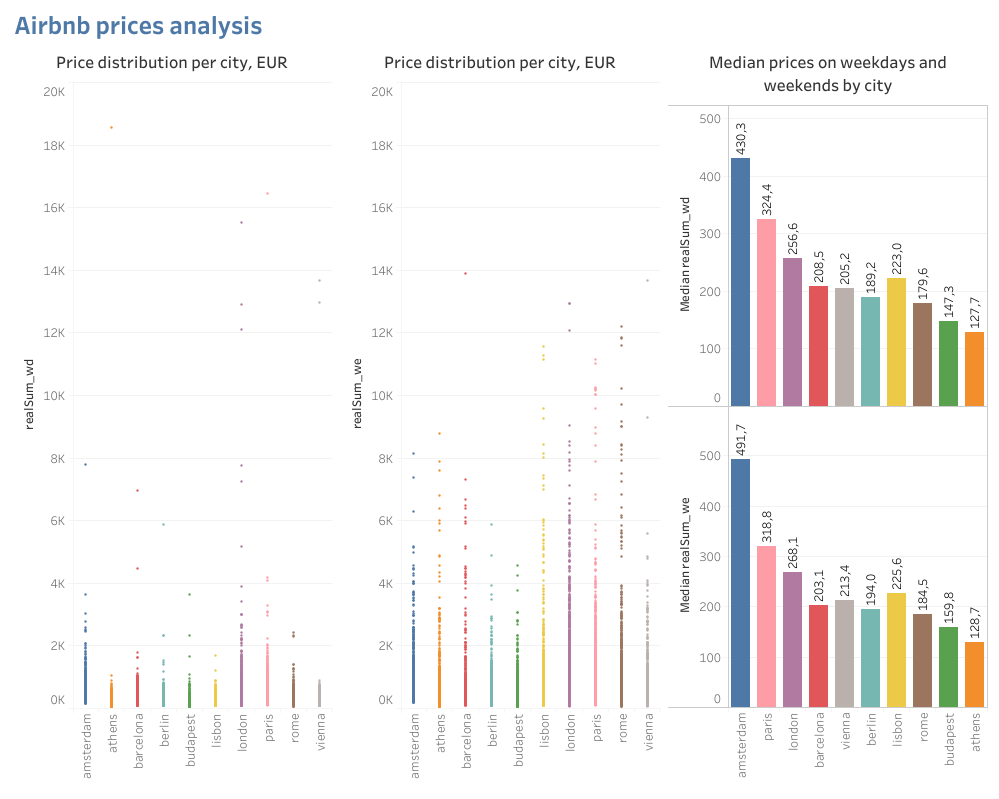 Airbnb prices analysis
Price distribution per city, EUR
20K
18K
16K
14K
12K
10K
8K
6K
4K
2K
0K
realSum_wd
amsterdam
athens
barcelona
berlin
budapest
lisbon
london
paris
rome
vienna
Price distribution per city, EUR
20K
18K
16K
14K
12K
10K
8K
6K
4K
2K
0K
realSum_we
amsterdam
athens
barcelona
berlin
budapest
lisbon
london
paris
rome
vienna
Median prices on weekdays and
weekends by city
500
400
300
200
100
0
Median realSum_wd
430,3
324,4
256,6
208,5
205,2
189,2
223,0
179,6
147,3
127,7
500
400
300
200
100
0
Median realSum_we
491,7
318,8
268,1
203,1
213,4
194,0
225,6
184,5
159,8
128,7
amsterdam
paris
london
barcelona
vienna
berlin
lisbon
rome
budapest
athens